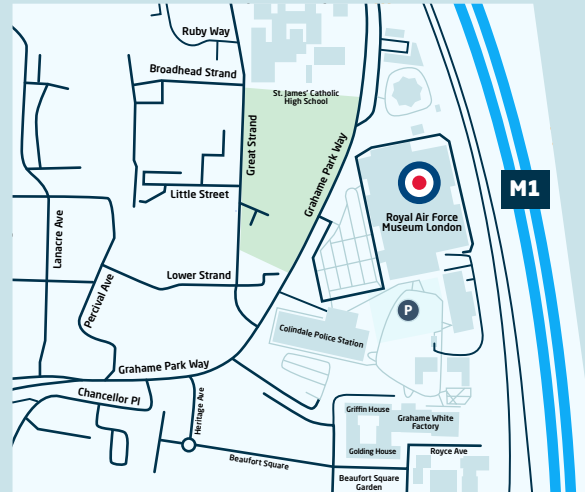 Ruby Way
Broadhead Strand
St. James' Catholic
High School
Great Strand
Grahame Park Way
M1
Little Street
Royal Air Force
Museum London
Lanacre Ave
Lower Strand
Percival Ave
P
Colindale Police Station
Grahame Park Way
Chancellor Pl
Heritage Ave
Griffin House
Grahame White
Factory
Golding House
Royce Ave
Beaufort Square
Beaufort Square
Garden